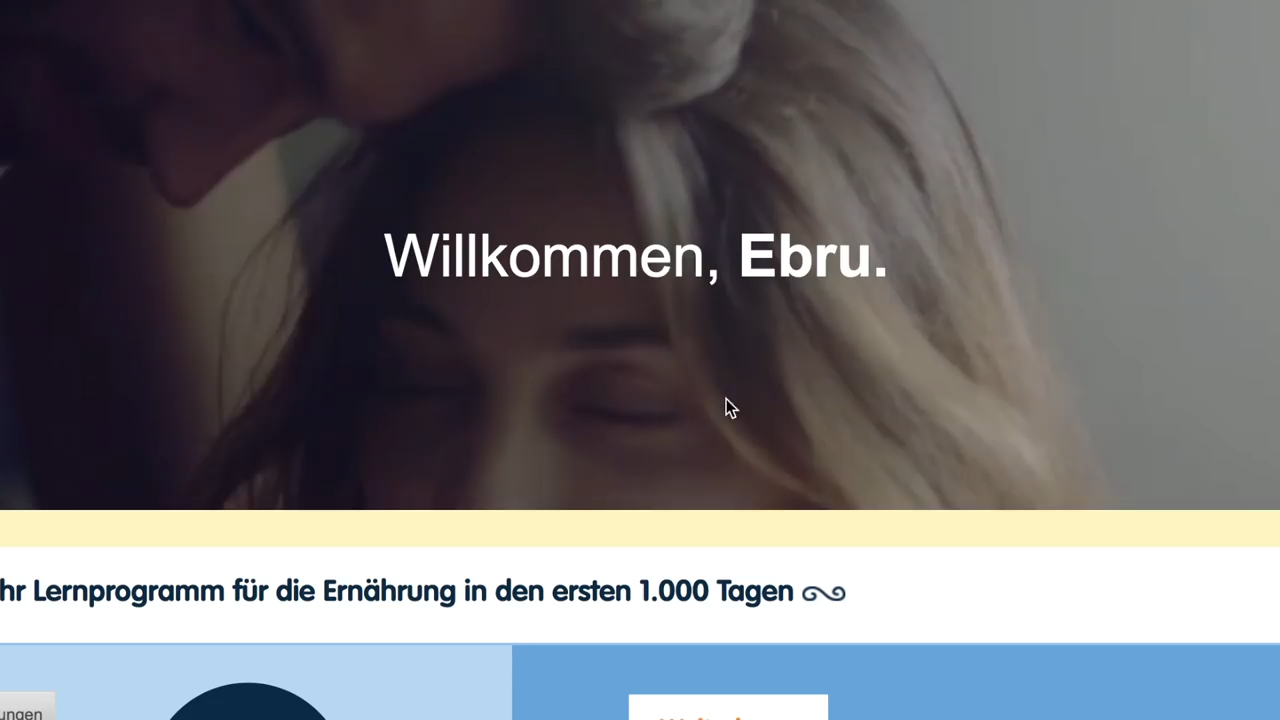 Willkommen, Ebru.
hr Lernprogramm für die Ernährung in den ersten 1.000 Tagen
ungen